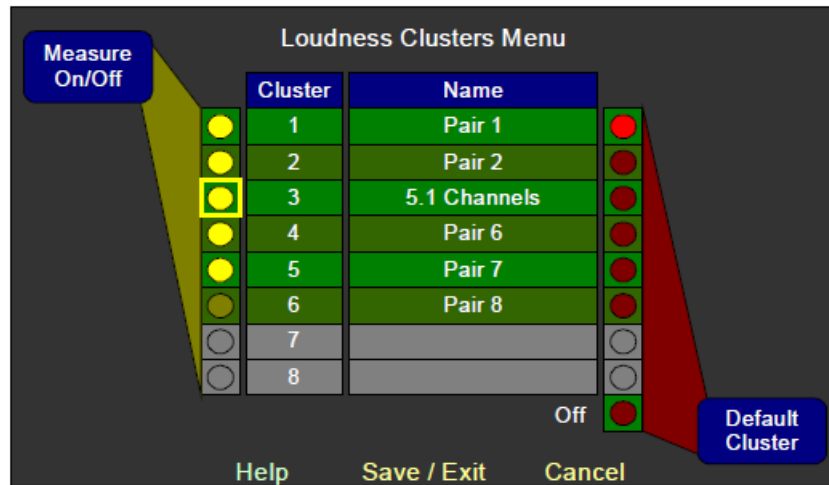 Loudness Clusters Menu
Measure
On/Off
Cluster Name
1 Pair 1
2 Pair 2
3 5.1 Channels
4 Pair 6
5 Pair 7
6 Pair 8
7
8
Off
Default
Cluster
Help Save / Exit Cancel